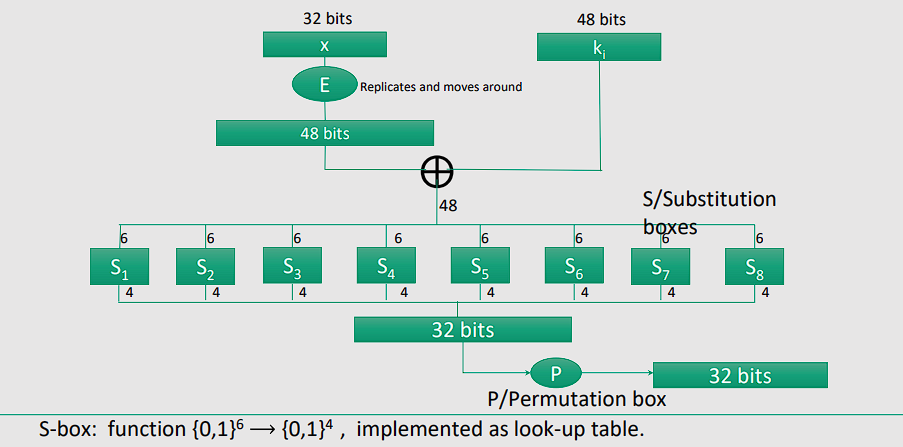 32 bits
48 bits
x
k_i
E
Replicates and moves around
48 bits
48
S/Substitution
boxes
6 6 6 6 6 6 6 6
S_1 S_2 S_3 S_4 S_5 S_6 S_7 S_8
4 4 4 4 4 4 4 4
32 bits
P
32 bits
P/Permutation box
S-box: function {0,1}⁶ ⟶ {0,1}⁴ , implemented as look-up table.